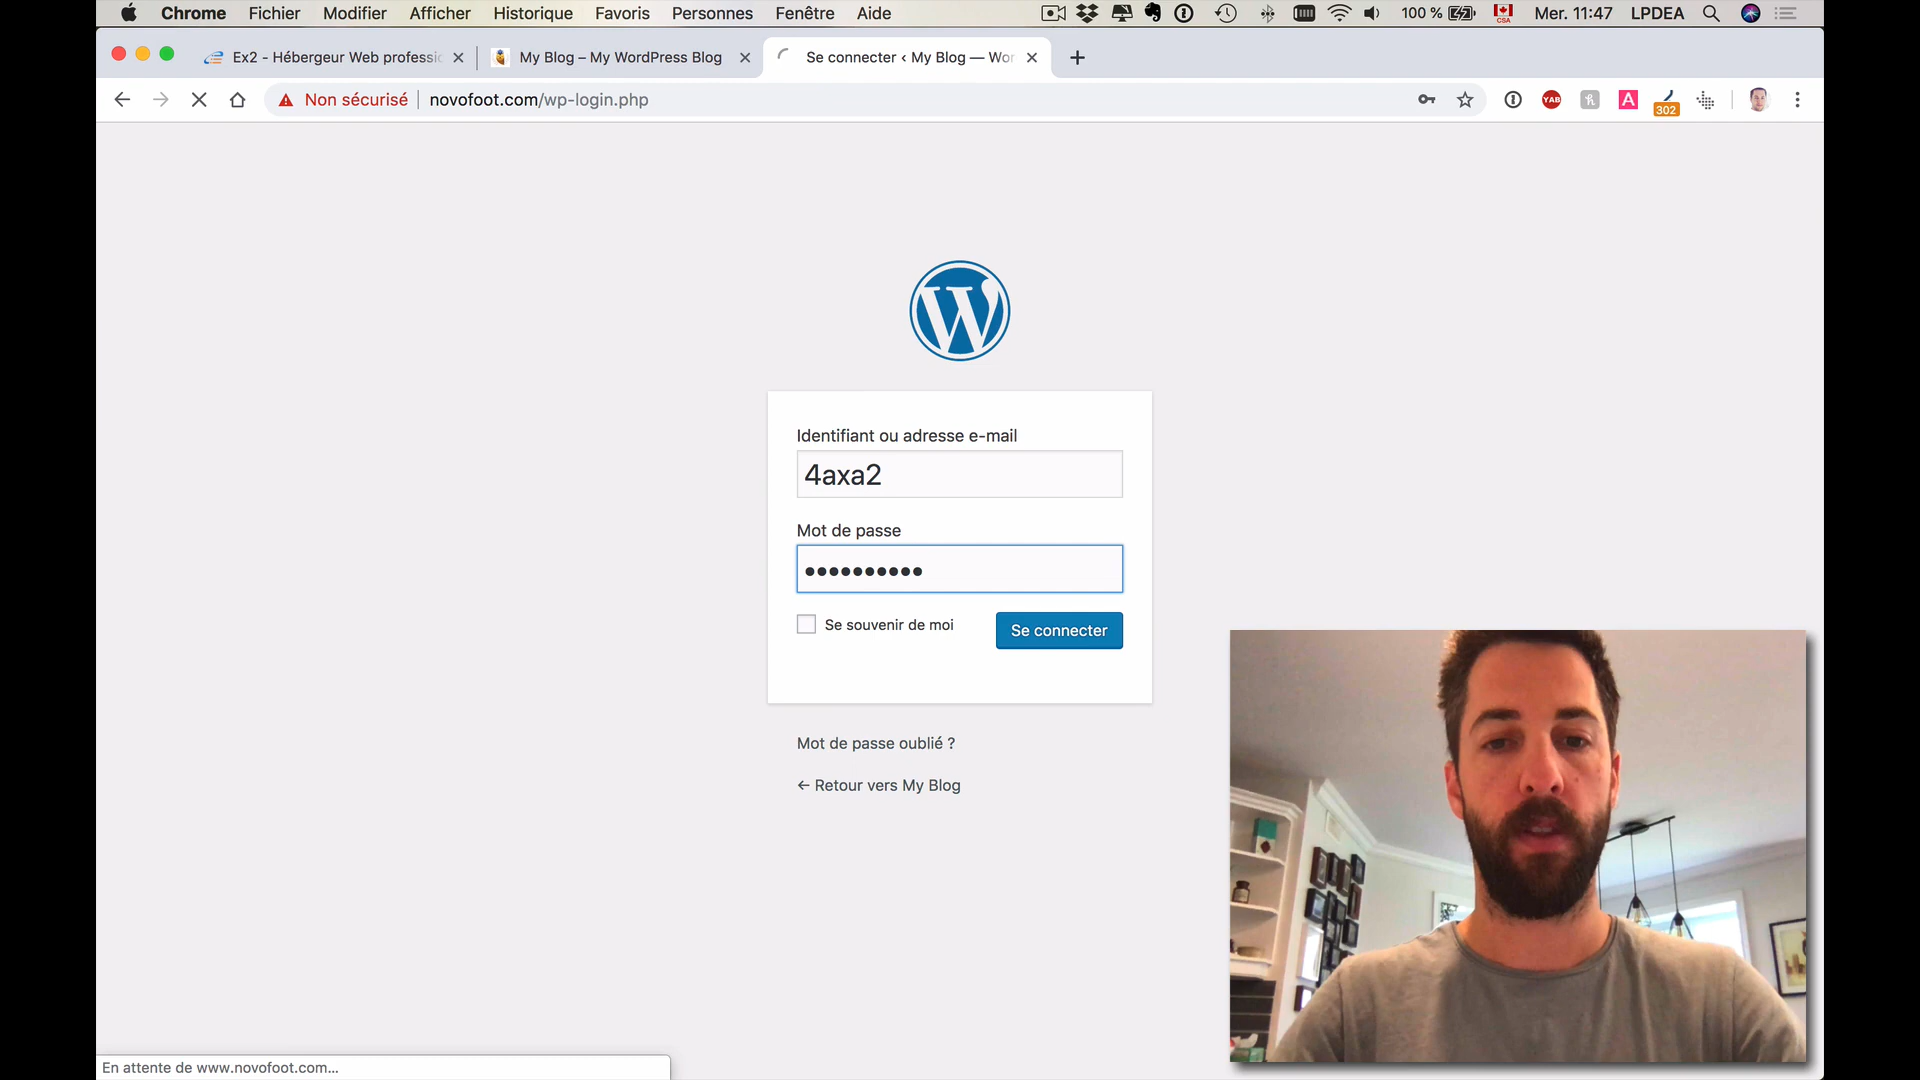 Chrome Fichier Modifier Afficher Historique Favoris Personnes Fenêtre Aide 100 % CSA Mer. 11:47 LPDEA
Ex2 - Hébergeur Web professi My Blog – My WordPress Blog Se connecter ‹ My Blog — Wor
Non sécurisé novofoot.com/wp-login.php YAB A 302
Identifiant ou adresse e-mail
4axa2
Mot de passe
••••••••••
Se souvenir de moi Se connecter
Mot de passe oublié ?
← Retour vers My Blog
En attente de www.novofoot.com...